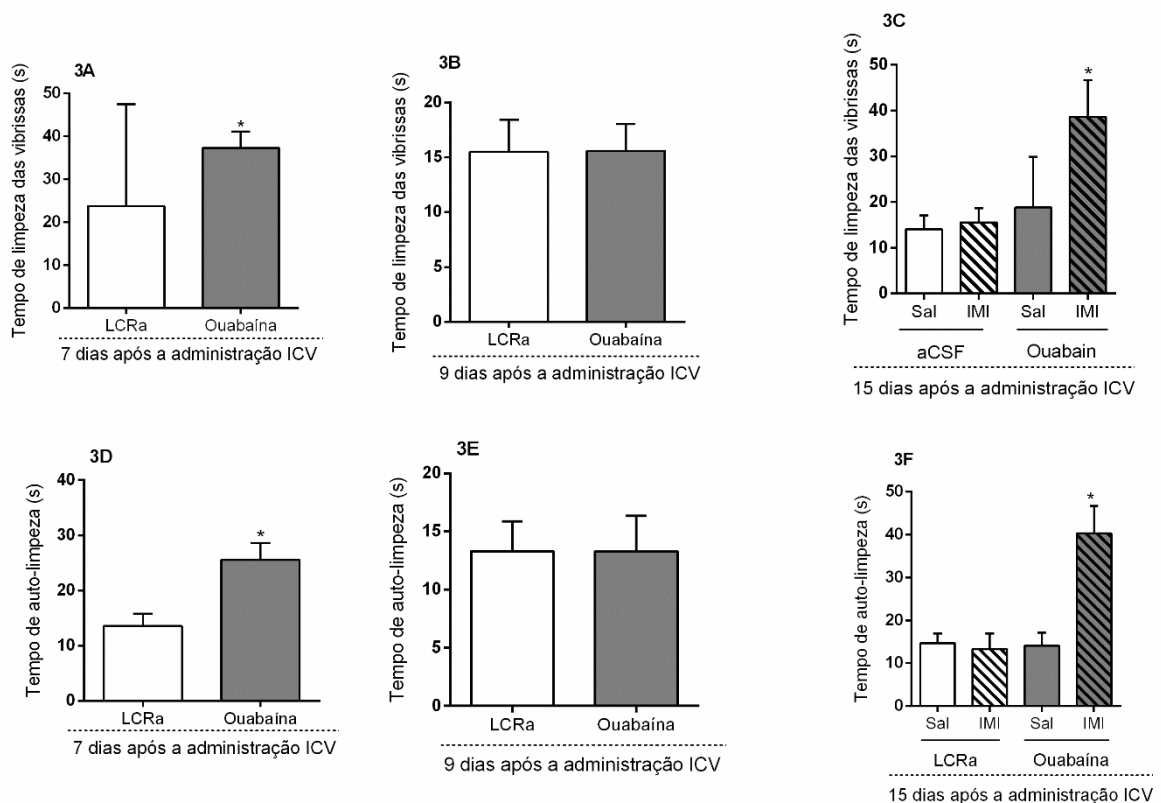 3A
Tempo de limpeza das vibrissas (s)
50
40
30
20
10
0
*
LCRa Ouabaína
7 dias após a administração ICV
3B
Tempo de limpeza das vibrissas (s)
20
15
10
5
0
LCRa Ouabaína
9 dias após a administração ICV
3C
Tempo de limpeza das vibrissas (s)
50
40
30
20
10
0
*
Sal IMI Sal IMI
aCSF Ouabain
15 dias após a administração ICV
3D
Tempo de auto-limpeza (s)
40
30
20
10
0
*
LCRa Ouabaína
7 dias após a administração ICV
3E
Tempo de auto-limpeza (s)
20
15
10
5
0
LCRa Ouabaína
9 dias após a administração ICV
3F
Tempo de auto-limpeza (s)
50
40
30
20
10
0
*
Sal IMI Sal IMI
LCRa Ouabaína
15 dias após a administração ICV